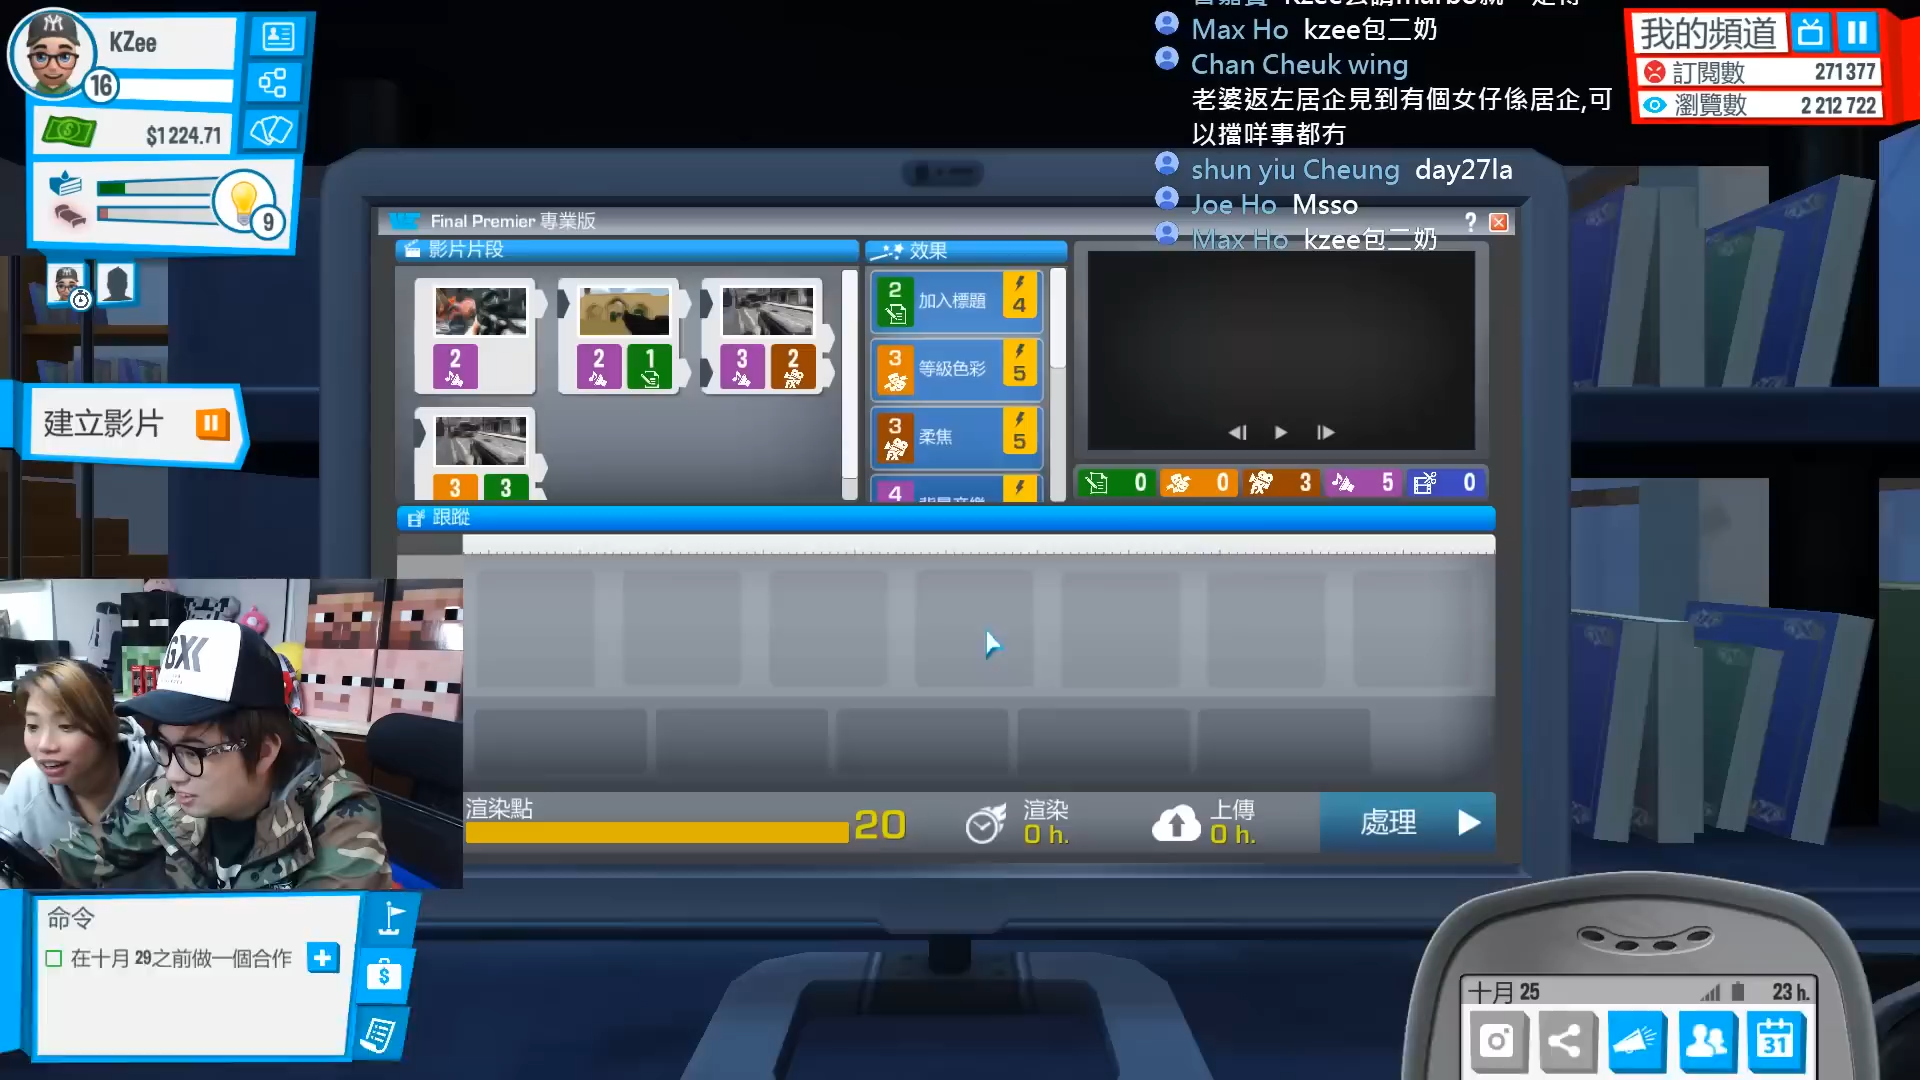 KZee
16
$1224.71
9
建立影片
Max Ho kzee包二奶
Chan Cheuk wing
老婆返左居企見到有個女仔係居企,可
以擋咩事都冇
shun yiu Cheung day27la
Joe Ho Msso
Max Ho kzee包二奶
我的頻道
訂閱數 271377
瀏覽數 2 212 722
Final Premier 專業版
?
影片片段
2
2 1
3 2
3 3
效果
2 加入標題 4
3 等級色彩 5
3 柔焦 5
4
0 0 3 5 0
跟蹤
渲染點
20
渲染
0 h.
上傳
0 h.
處理
GX
命令
在十月 29之前做一個合作
十月 25
23 h.
31